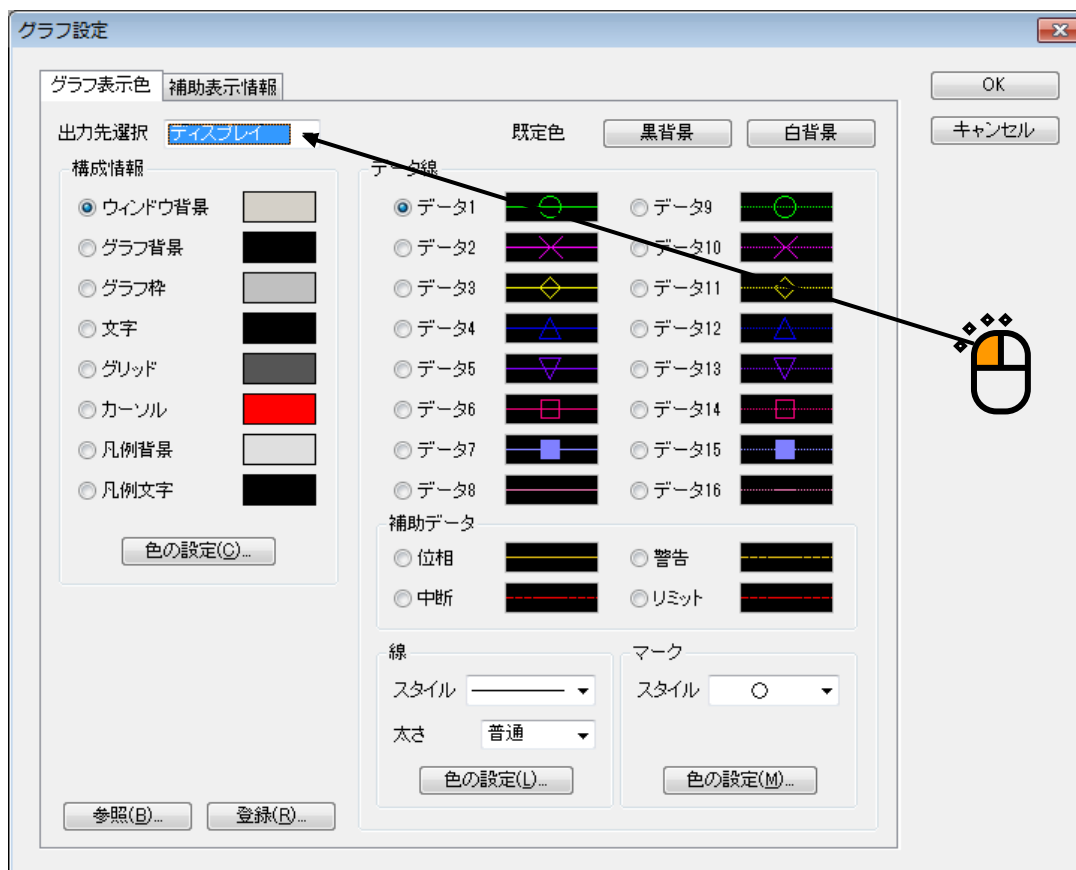 グラフ設定
グラフ表示色
補助表示情報
OK
キャンセル
出力先選択
ディスプレイ
既定色
黒背景
白背景
構成情報
ウィンドウ背景
グラフ背景
グラフ枠
文字
グリッド
カーソル
凡例背景
凡例文字
色の設定(C)...
データ線
データ1
データ9
データ2
データ10
データ3
データ11
データ4
データ12
データ5
データ13
データ6
データ14
データ7
データ15
データ8
データ16
補助データ
位相
警告
中断
リミット
線
スタイル
太さ
普通
色の設定(L)...
マーク
スタイル
色の設定(M)...
参照(B)...
登録(R)...